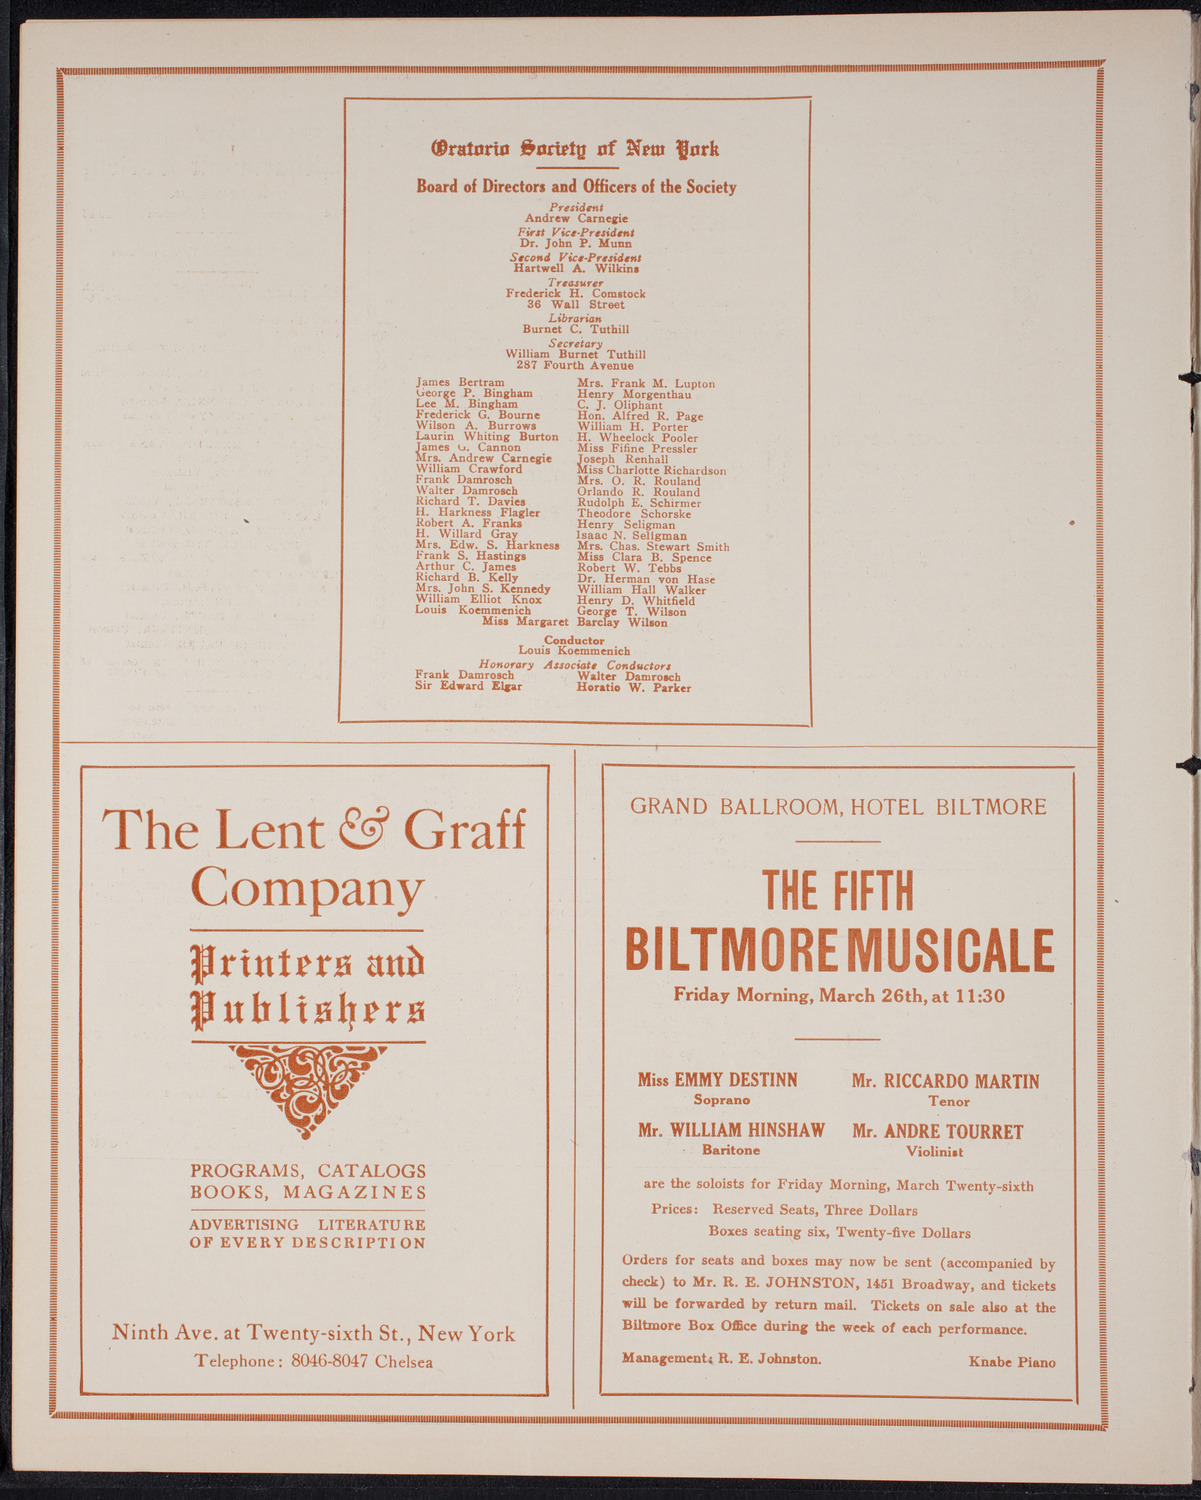 Oratorio Society of New York
Board of Directors and Officers of the Society
President
Andrew Carnegie
First Vice-President
Dr. John P. Munn
Second Vice-President
Hartwell A. Wilkins
Treasurer
Frederick H. Comstock
36 Wall Street
Librarian
Burnet C. Tuthill
Secretary
William Burnet Tuthill
287 Fourth Avenue
James Bertram
George P. Bingham
Lee M. Bingham
Frederick G. Bourne
Wilson A. Burrows
Laurin Whiting Burton
James G. Cannon
Mrs. Andrew Carnegie
William Crawford
Frank Damrosch
Walter Damrosch
Richard T. Davies
H. Harkness Flagler
Robert A. Franks
H. Willard Gray
Mrs. Edw. S. Harkness
Frank S. Hastings
Arthur C. James
Richard B. Kelly
Mrs. John S. Kennedy
William Elliot Knox
Louis Koemmenich
Mrs. Frank M. Lupton
Henry Morgenthau
C. J. Oliphant
Hon. Alfred R. Page
William H. Porter
H. Wheelock Pooler
Miss Fifine Pressler
Joseph Renhall
Miss Charlotte Richardson
Mrs. O. R. Rouland
Orlando R. Rouland
Rudolph E. Schirmer
Theodore Schorske
Henry Seligman
Isaac N. Seligman
Mrs. Chas. Stewart Smith
Miss Clara B. Spence
Robert W. Tebbs
Dr. Herman von Hase
William Hall Walker
Henry D. Whitfield
George T. Wilson
Miss Margaret Barclay Wilson
Conductor
Louis Koemmenich
Honorary Associate Conductors
Frank Damrosch Walter Damrosch
Sir Edward Elgar Horatio W. Parker
The Lent & Graff
Company
Printers and
Publishers
PROGRAMS, CATALOGS
BOOKS, MAGAZINES
ADVERTISING LITERATURE
OF EVERY DESCRIPTION
Ninth Ave. at Twenty-sixth St., New York
Telephone: 8046-8047 Chelsea
GRAND BALLROOM, HOTEL BILTMORE
THE FIFTH
BILTMORE MUSICALE
Friday Morning, March 26th, at 11:30
Miss EMMY DESTINN
Soprano
Mr. RICCARDO MARTIN
Tenor
Mr. WILLIAM HINSHAW
Baritone
Mr. ANDRE TOURRET
Violinist
are the soloists for Friday Morning, March Twenty-sixth
Prices: Reserved Seats, Three Dollars
Boxes seating six, Twenty-five Dollars
Orders for seats and boxes may now be sent (accompanied by
check) to Mr. R. E. JOHNSTON, 1451 Broadway, and tickets
will be forwarded by return mail. Tickets on sale also at the
Biltmore Box Office during the week of each performance.
Management: R. E. Johnston. Knabe Piano